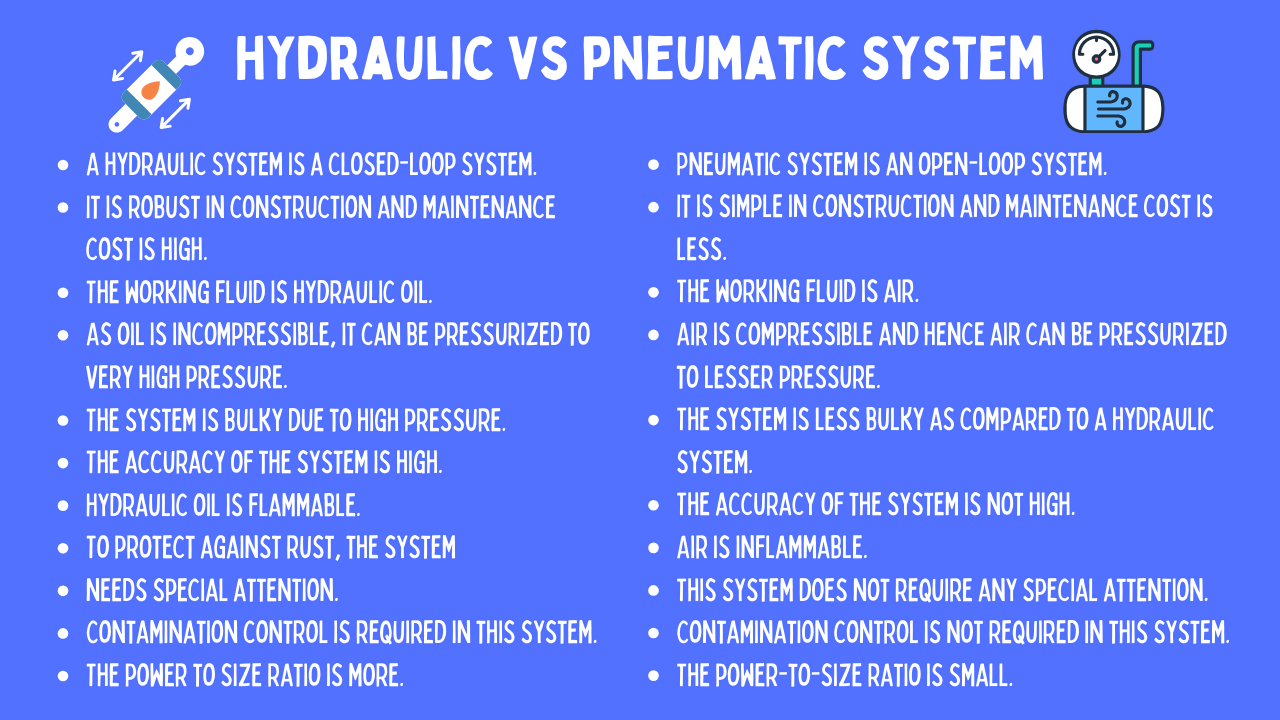 HYDRAULIC VS PNEUMATIC SYSTEM
• A HYDRAULIC SYSTEM IS A CLOSED-LOOP SYSTEM.
• IT IS ROBUST IN CONSTRUCTION AND MAINTENANCE
COST IS HIGH.
• THE WORKING FLUID IS HYDRAULIC OIL.
• AS OIL IS INCOMPRESSIBLE, IT CAN BE PRESSURIZED TO
VERY HIGH PRESSURE.
• THE SYSTEM IS BULKY DUE TO HIGH PRESSURE.
• THE ACCURACY OF THE SYSTEM IS HIGH.
• HYDRAULIC OIL IS FLAMMABLE.
• TO PROTECT AGAINST RUST, THE SYSTEM
• NEEDS SPECIAL ATTENTION.
• CONTAMINATION CONTROL IS REQUIRED IN THIS SYSTEM.
• THE POWER TO SIZE RATIO IS MORE.
• PNEUMATIC SYSTEM IS AN OPEN-LOOP SYSTEM.
• IT IS SIMPLE IN CONSTRUCTION AND MAINTENANCE COST IS
LESS.
• THE WORKING FLUID IS AIR.
• AIR IS COMPRESSIBLE AND HENCE AIR CAN BE PRESSURIZED
TO LESSER PRESSURE.
• THE SYSTEM IS LESS BULKY AS COMPARED TO A HYDRAULIC
SYSTEM.
• THE ACCURACY OF THE SYSTEM IS NOT HIGH.
• AIR IS INFLAMMABLE.
• THIS SYSTEM DOES NOT REQUIRE ANY SPECIAL ATTENTION.
• CONTAMINATION CONTROL IS NOT REQUIRED IN THIS SYSTEM.
• THE POWER-TO-SIZE RATIO IS SMALL.